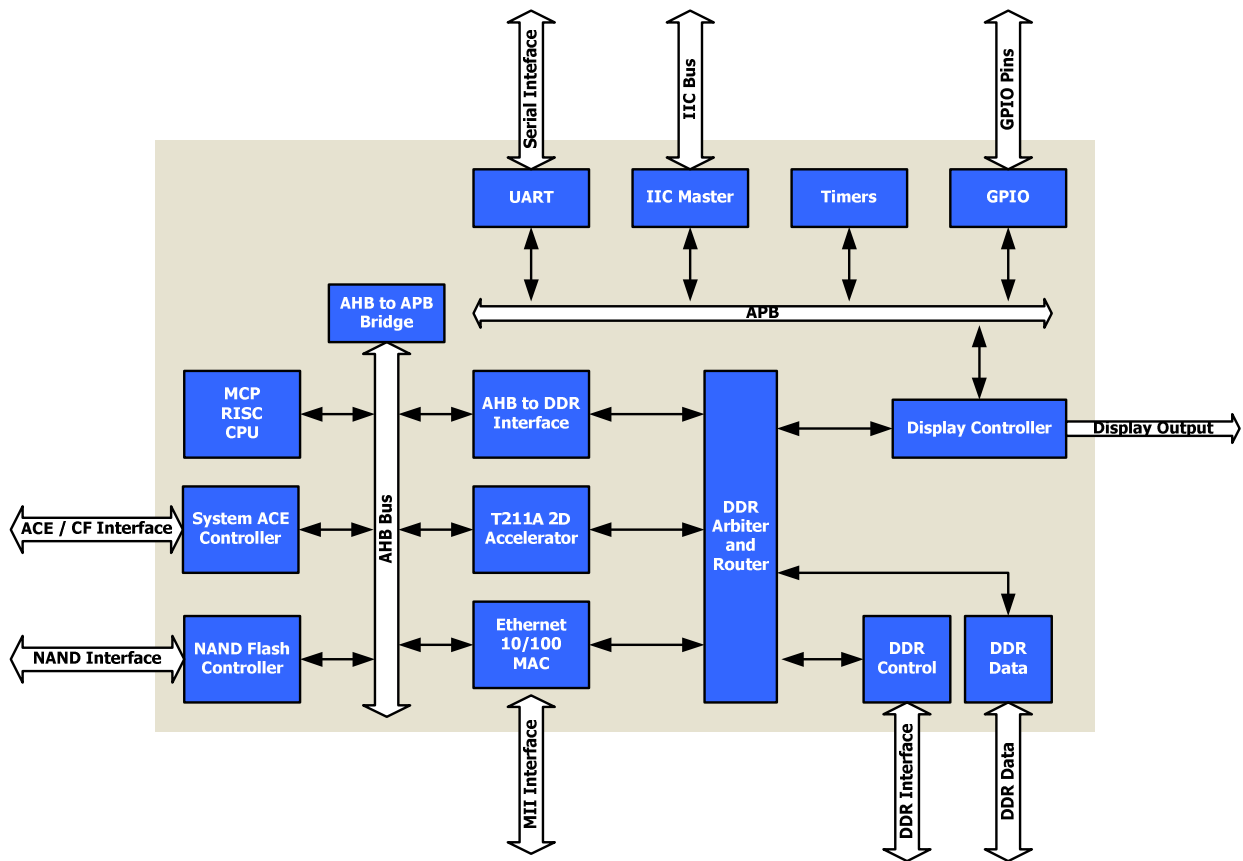 Serial Inteface
IIC Bus
GPIO Pins
UART
IIC Master
Timers
GPIO
AHB to APB
Bridge
APB
MCP
RISC
CPU
AHB to DDR
Interface
Display Controller
Display Output
ACE / CF Interface
System ACE
Controller
AHB Bus
T211A 2D
Accelerator
DDR
Arbiter
and
Router
NAND Interface
NAND Flash
Controller
Ethernet
10/100
MAC
DDR
Control
DDR
Data
MII Interface
DDR Interface
DDR Data